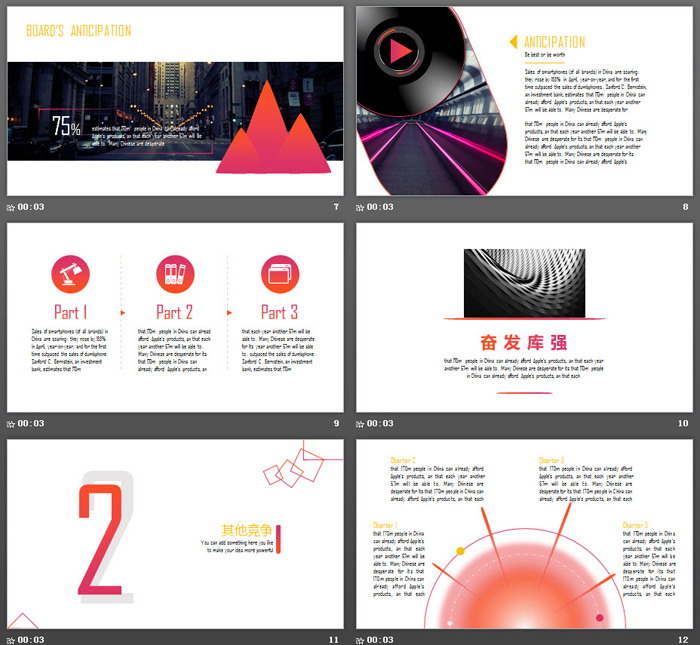 BOARD'S ANTICIPATION
75%
estimates that 170m people in China can already afford
Apple's products, an that each year another 57m will be
able to. "Many Chinese are desperate
00:03
7
ANTICIPATION
Be best or be worth
Sales of smartphones (of all brands) in China are soaring:
they rose by 150% in April, year-on-year, and for the first
time outpaced the sales of dumbphones. Sanford C. Bernstein,
an investment bank, estimates that 170m people in China can
already afford Apple's products, an that each year another
57m will be able to. Many Chinese are desperate for
that 170m people in China can already afford Apple's
products, an that each year another 57m will be able to. Many
Chinese are desperate for its that 170m people in China can
already afford Apple's products, an that each year another
57m will be able to. Many Chinese are desperate for its
that 170m people in China can already afford Apple's
00:03
8
Part 1
Part 2
Part 3
Sales of smartphones (of all brands) in
China are soaring: they rose by 150%
in April, year-on-year, and for the first
time outpaced the sales of dumbphone.
Sanford C. Bernstein, an investment
bank, estimates that 170m
that 170m people in China can already
afford Apple's products, an that each
year another 57m will be able to. Many
Chinese are desperate for its
that 170m people in China can
already afford Apple's products, an
that each year another 57m will be
able to. Many Chinese are desperate
for year another 57m will be able
to. outpaced the sales of dumbphone.
Sanford C. Bernstein, an investment
bank, estimates that 170m
00:03
9
奋发库强
that 170m people in China can already afford Apple's products, an that each year
another 57m will be able to. Many Chinese are desperate for its that 170m people
in China can already afford Apple's products, an that each
00:03
10
2
其他竞争
You can add something here you like
to make your idea more powerful
00:03
11
Charter 2
that 170m people in China can already afford
Apple's products, an that each year another
57m will be able to. Many Chinese are
desperate for its that 170m people in China
can already afford Apple's products, an that
each year
Charter 3
that 170m people in China can already afford
Apple's products, an that each year another
57m will be able to. Many Chinese are
desperate for its that 170m people in China
can already afford Apple's products, an that
each year
Charter 1
that 170m people in
China can already
afford Apple's
products, an that each
year another 57m will
be able to. Many
Chinese are desperate
for its that 170m
people in China can
already afford Apple's
products, an that each
Charter 3
that 170m people in
China can already
afford Apple's
products, an that each
year another 57m will
be able to. Many
Chinese are desperate
for its that 170m
people in China can
already afford Apple's
products, an that each
00:03
12